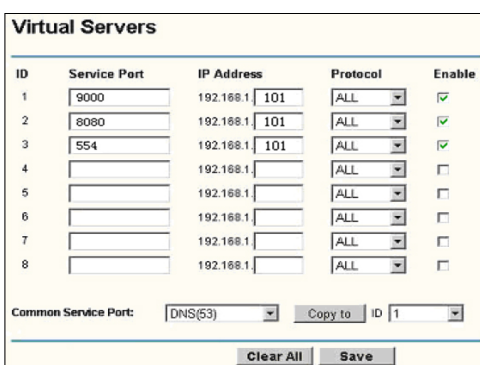 Virtual Servers
ID Service Port IP Address Protocol Enable
1 9000 192.168.1. 101 ALL
2 8080 192.168.1. 101 ALL
3 554 192.168.1. 101 ALL
4 192.168.1. ALL
5 192.168.1. ALL
6 192.168.1. ALL
7 192.168.1. ALL
8 192.168.1. ALL
Common Service Port: DNS(53) Copy to ID 1
Clear All Save